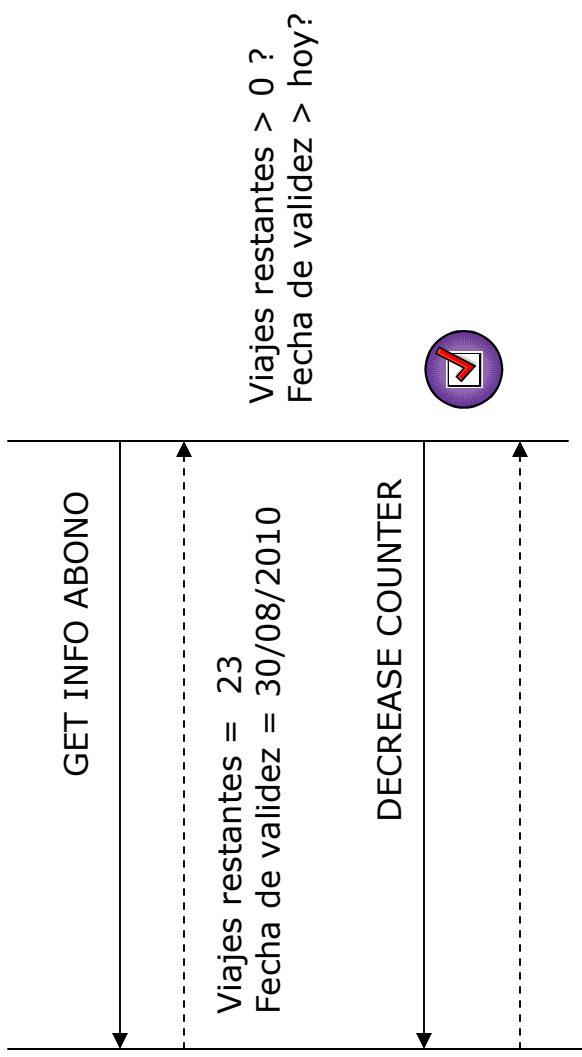 GET INFO ABONO
Viajes restantes = 23
Fecha de validez = 30/08/2010
Viajes restantes > 0 ?
Fecha de validez > hoy?
DECREASE COUNTER